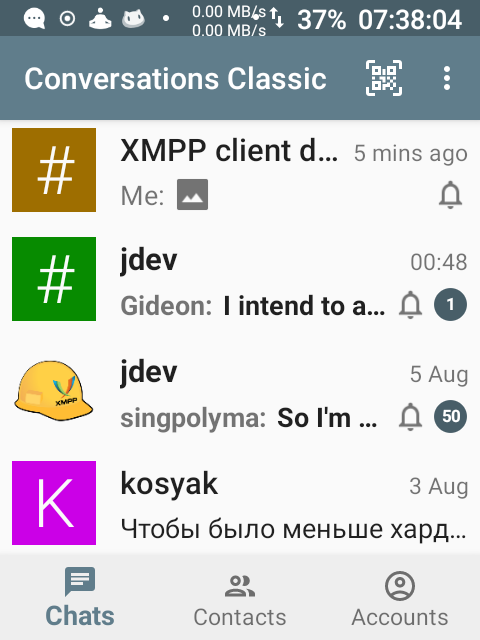 0.00 MB/s
0.00 MB/s
37% 07:38:04
Conversations Classic
#
XMPP client d... 5 mins ago
Me:
#
jdev 00:48
Gideon: I intend to a... 1
XMPP
jdev 5 Aug
singpolyma: So I'm ... 50
K
kosyak 3 Aug
Чтобы было меньше хард...
Chats Contacts Accounts